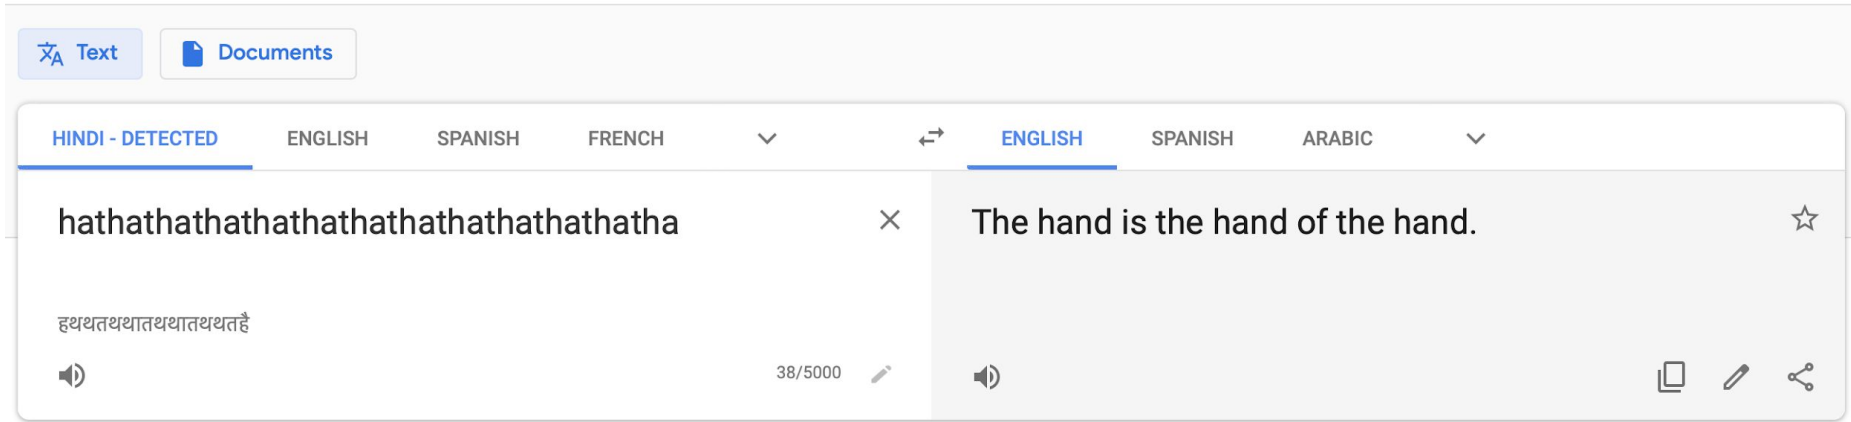 Text
Documents
HINDI - DETECTED ENGLISH SPANISH FRENCH ENGLISH SPANISH ARABIC
hathathathathathathathathathathathatha
The hand is the hand of the hand.
हथथतथथातथथातथथतहै
38/5000